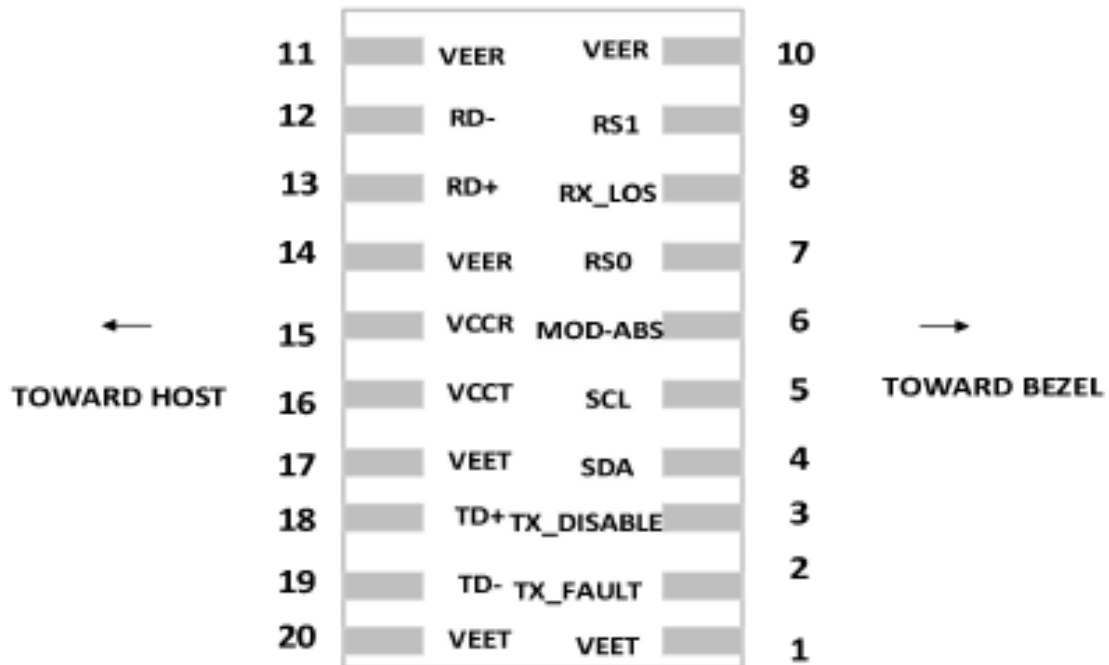 11 VEER VEER 10
12 RD- RS1 9
13 RD+ RX_LOS 8
14 VEER RS0 7
15 VCCR MOD-ABS 6
TOWARD HOST TOWARD BEZEL
16 VCCT SCL 5
17 VEET SDA 4
18 TD+ TX_DISABLE 3
19 TD- TX_FAULT 2
20 VEET VEET 1